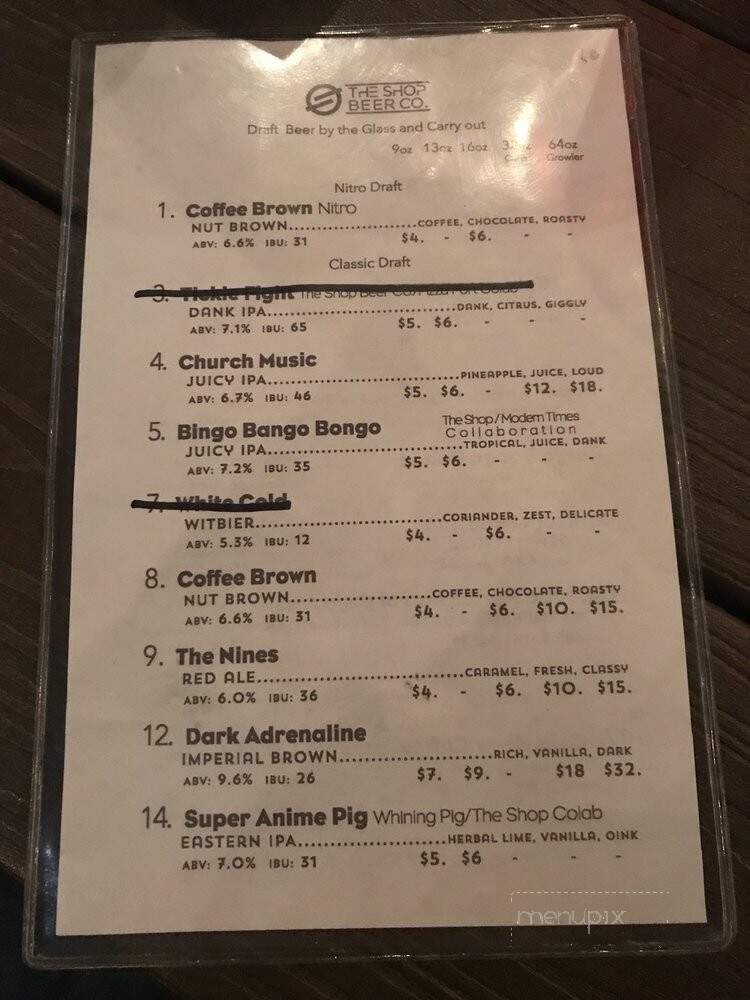 THE SHOP
BEER CO.
Draft Beer by the Glass and Carry out
9oz 13oz 16oz 32oz 64oz
Growler
Nitro Draft
1. Coffee Brown Nitro
NUT BROWN....................COFFEE, CHOCOLATE, ROASTY
ABV: 6.6% IBU: 31 $4. - $6. - -
Classic Draft
3. Tickle Fight The Shop Beer Co/Pizza Port Colab
DANK IPA.............................DANK, CITRUS, GIGGLY
ABV: 7.1% IBU: 65 $5. $6. - - -
4. Church Music
JUICY IPA.............................PINEAPPLE, JUICE, LOUD
ABV: 6.7% IBU: 46 $5. $6. - $12. $18.
5. Bingo Bango Bongo The Shop/Modern Times
Collaboration
JUICY IPA.............................TROPICAL, JUICE, DANK
ABV: 7.2% IBU: 35 $5. $6. - - -
7. White Cold
WITBIER.............................CORIANDER, ZEST, DELICATE
ABV: 5.3% IBU: 12 $4. - $6. - -
8. Coffee Brown
NUT BROWN......................COFFEE, CHOCOLATE, ROASTY
ABV: 6.6% IBU: 31 $4. - $6. $10. $15.
9. The Nines
RED ALE................................CARAMEL, FRESH, CLASSY
ABV: 6.0% IBU: 36 $4. - $6. $10. $15.
12. Dark Adrenaline
IMPERIAL BROWN.......................RICH, VANILLA, DARK
ABV: 9.6% IBU: 26 $7. $9. - $18 $32.
14. Super Anime Pig Whining Pig/The Shop Colab
EASTERN IPA......................HERBAL LIME, VANILLA, OINK
ABV: 7.0% IBU: 31 $5. $6 - - -
menupix